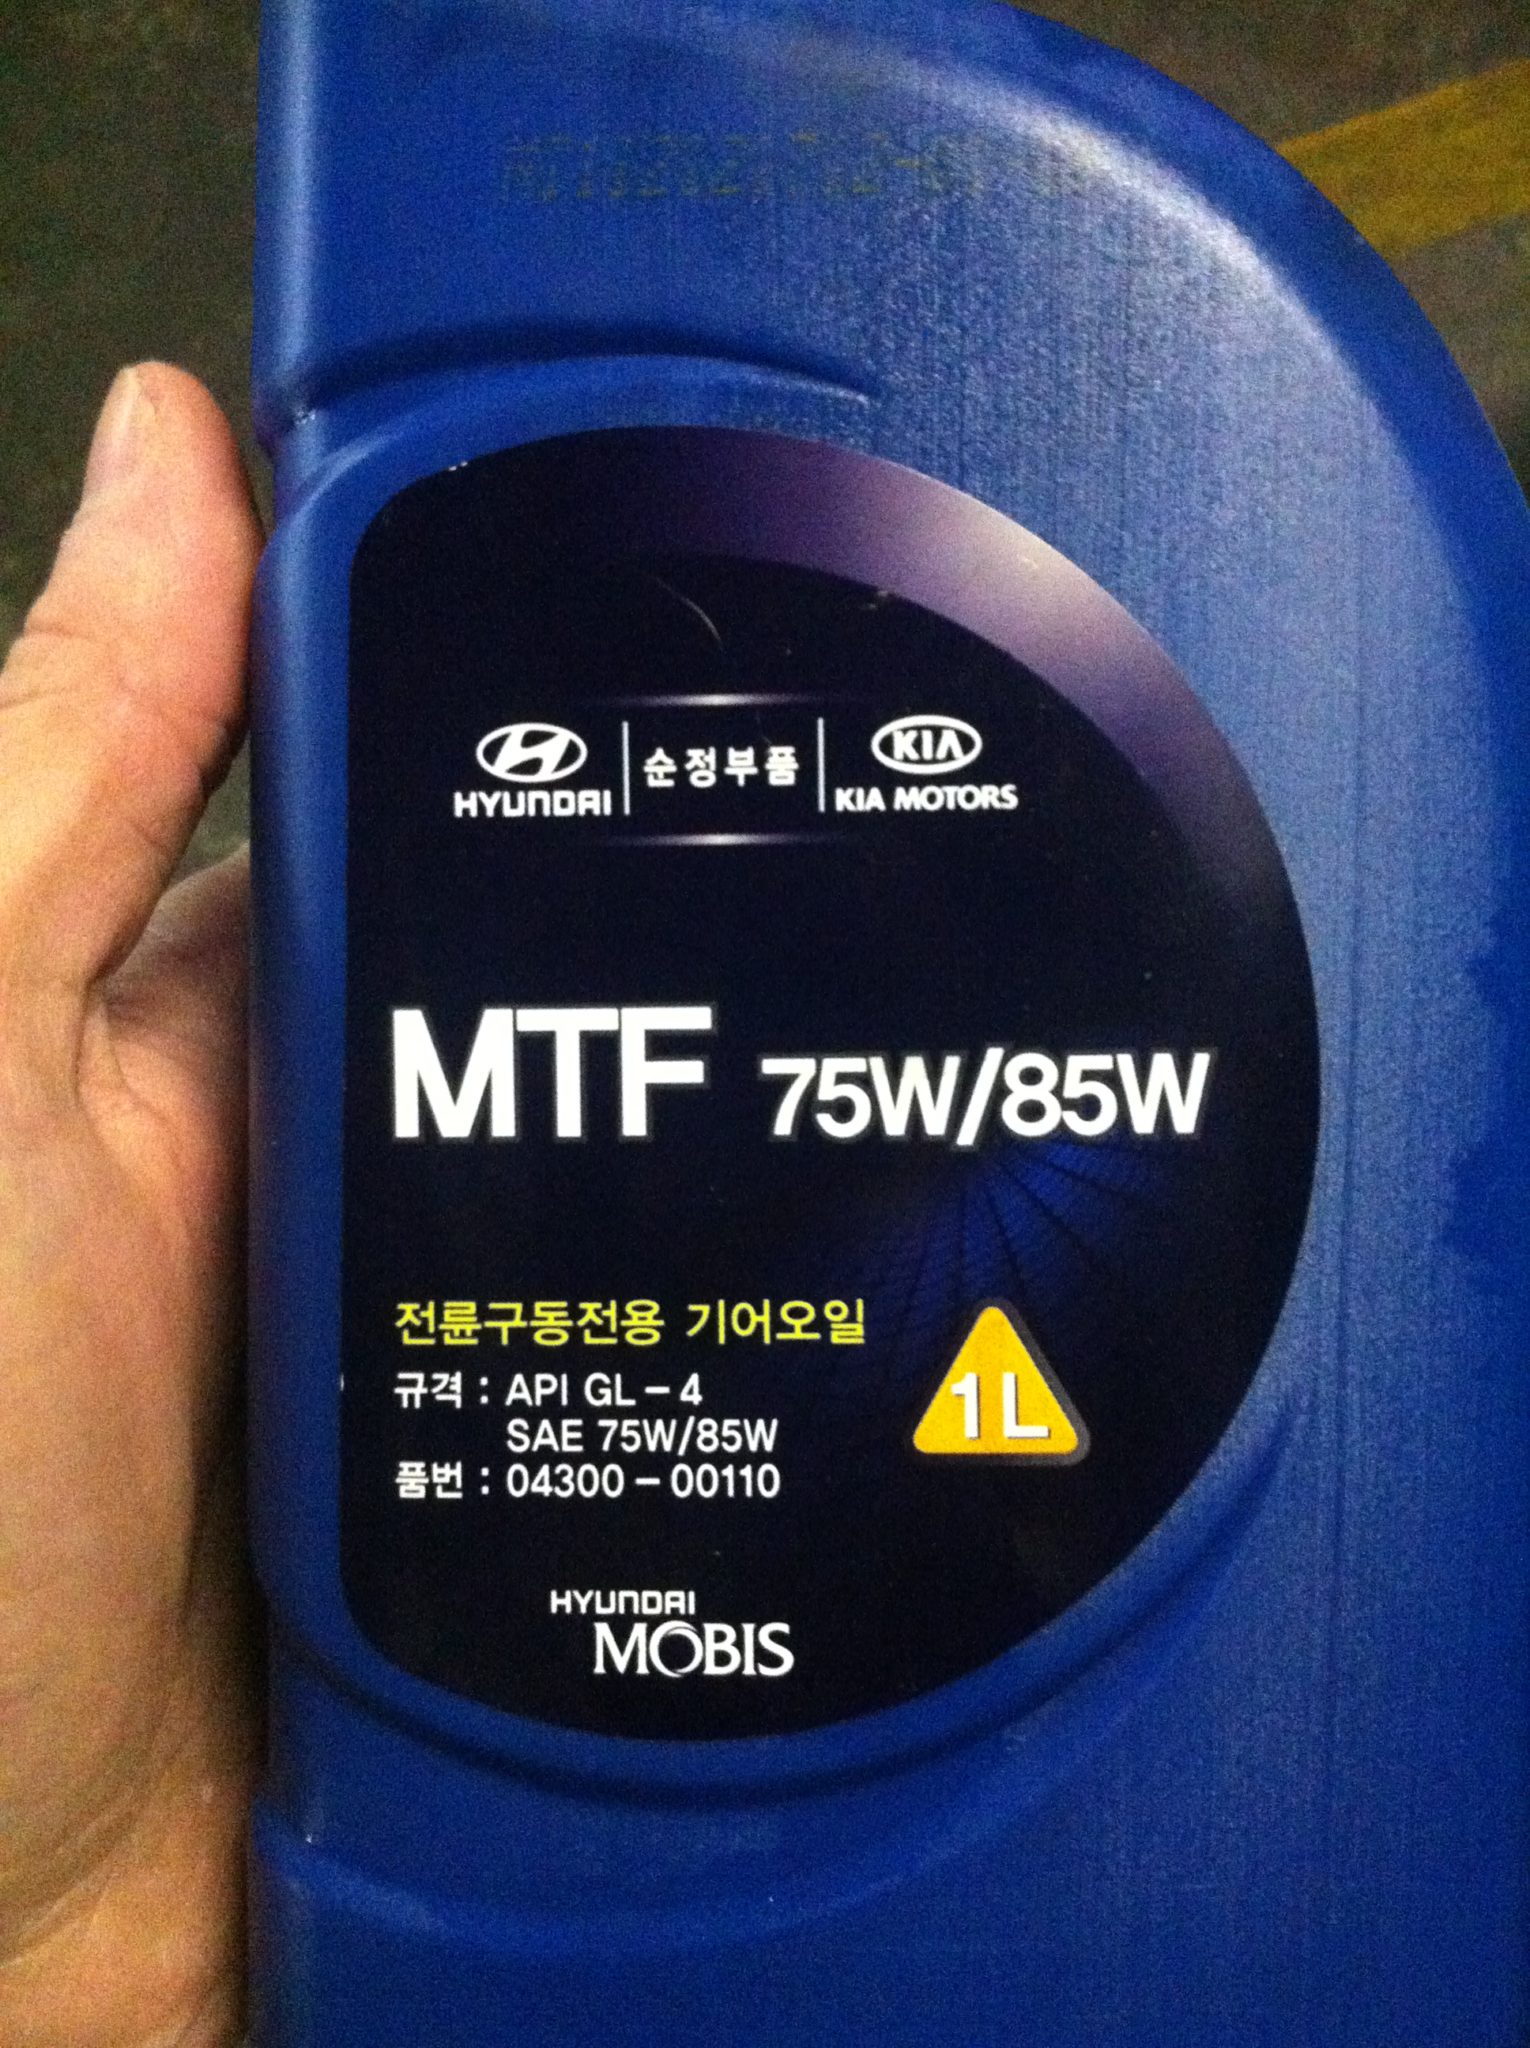 HYUNDAI
순정부품
KIA
KIA MOTORS
MTF 75W/85W
전륜구동전용 기어오일
규격 : API GL - 4
SAE 75W/85W
1L
품번 : 04300 - 00110
HYUNDAI
MOBIS